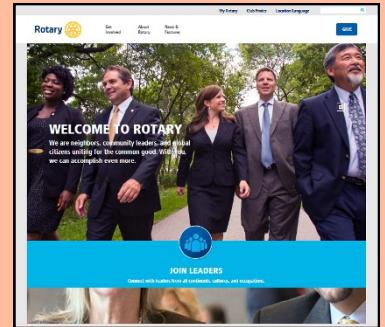 My Rotary Club Finder Location/Language
Rotary
Get Involved
About Rotary
News & Features
GIVE
WELCOME TO ROTARY
We are neighbors, community leaders, and global
citizens uniting for the common good. With you,
we can accomplish even more.
JOIN LEADERS
Connect with leaders from all continents, cultures, and occupations.